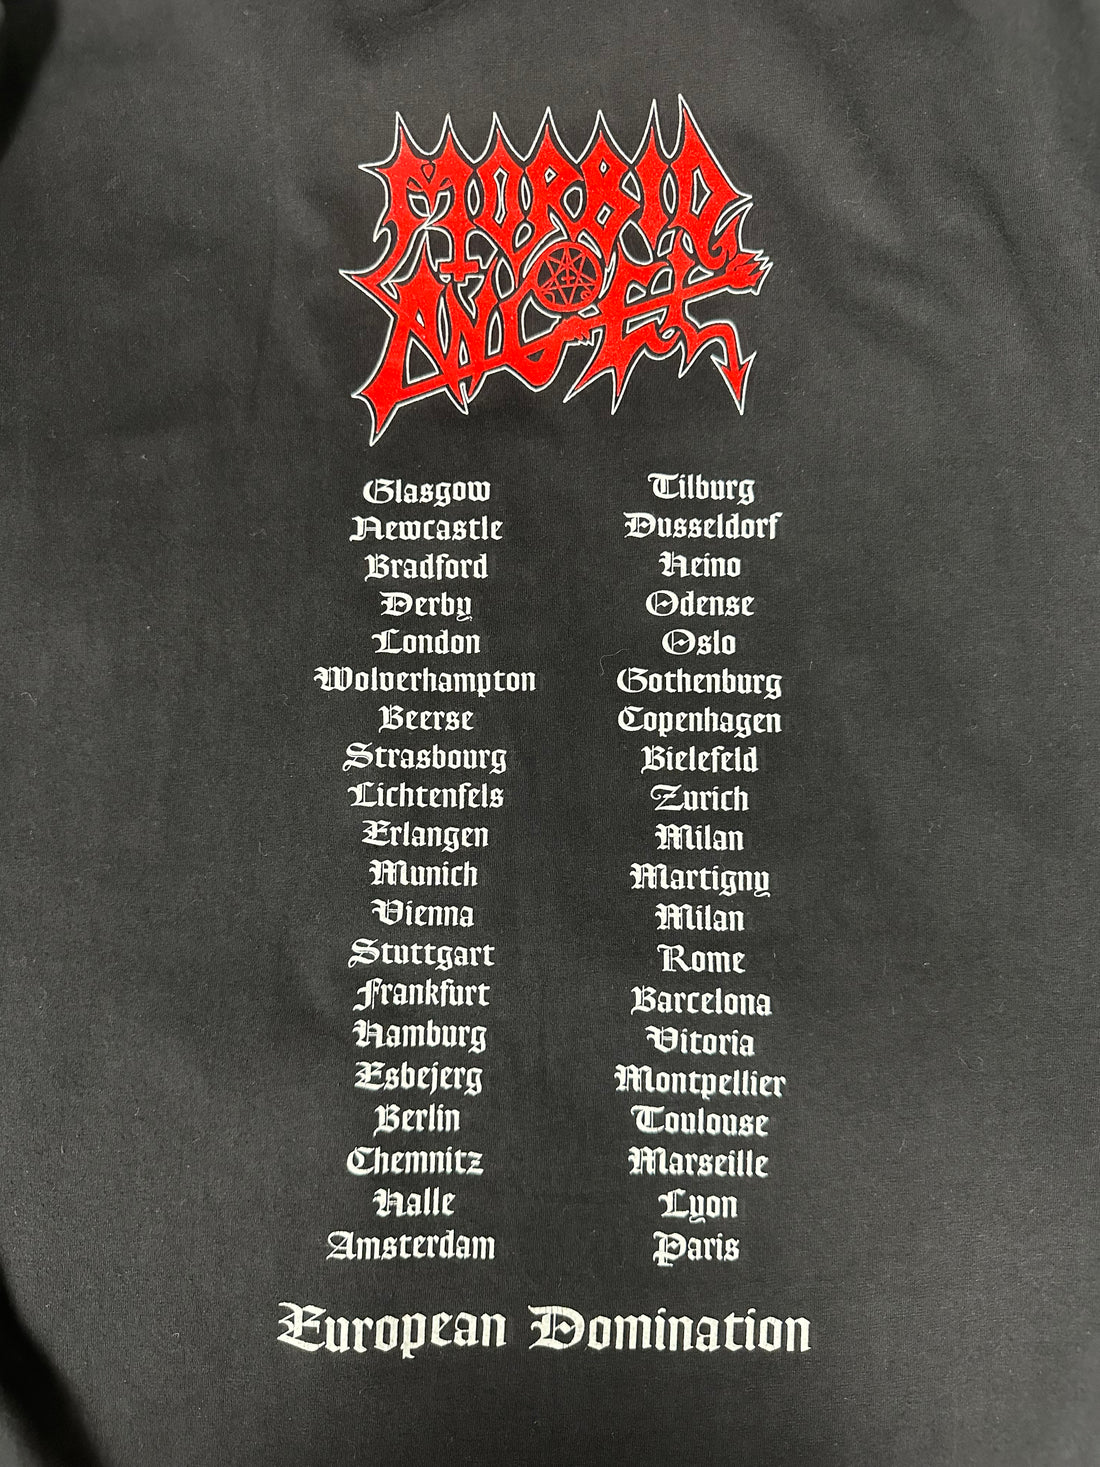 MORBID
ANGEL
Glasgow
Newcastle
Bradford
Derby
London
Wolverhampton
Beerse
Strasbourg
Lichtenfels
Erlangen
Munich
Vienna
Stuttgart
Frankfurt
Hamburg
Esbejerg
Berlin
Chemnitz
Halle
Amsterdam
Tilburg
Dusseldorf
Heino
Odense
Oslo
Gothenburg
Copenhagen
Bielefeld
Zurich
Milan
Martigny
Milan
Rome
Barcelona
Vitoria
Montpellier
Toulouse
Marseille
Lyon
Paris
European Domination